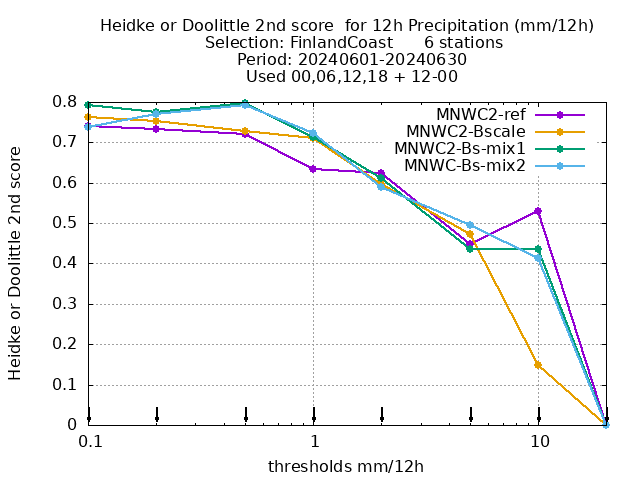 Heidke or Doolittle 2nd score  for 12h Precipitation (mm/12h)
Selection: FinlandCoast      6 stations
Period: 20240601-20240630
Used 00,06,12,18 + 12-00
Heidke or Doolittle 2nd score
0.8
0.7
0.6
0.5
0.4
0.3
0.2
0.1
0
MNWC2-ref
MNWC2-Bscale
MNWC2-Bs-mix1
MNWC-Bs-mix2
0.1 1 10
thresholds mm/12h